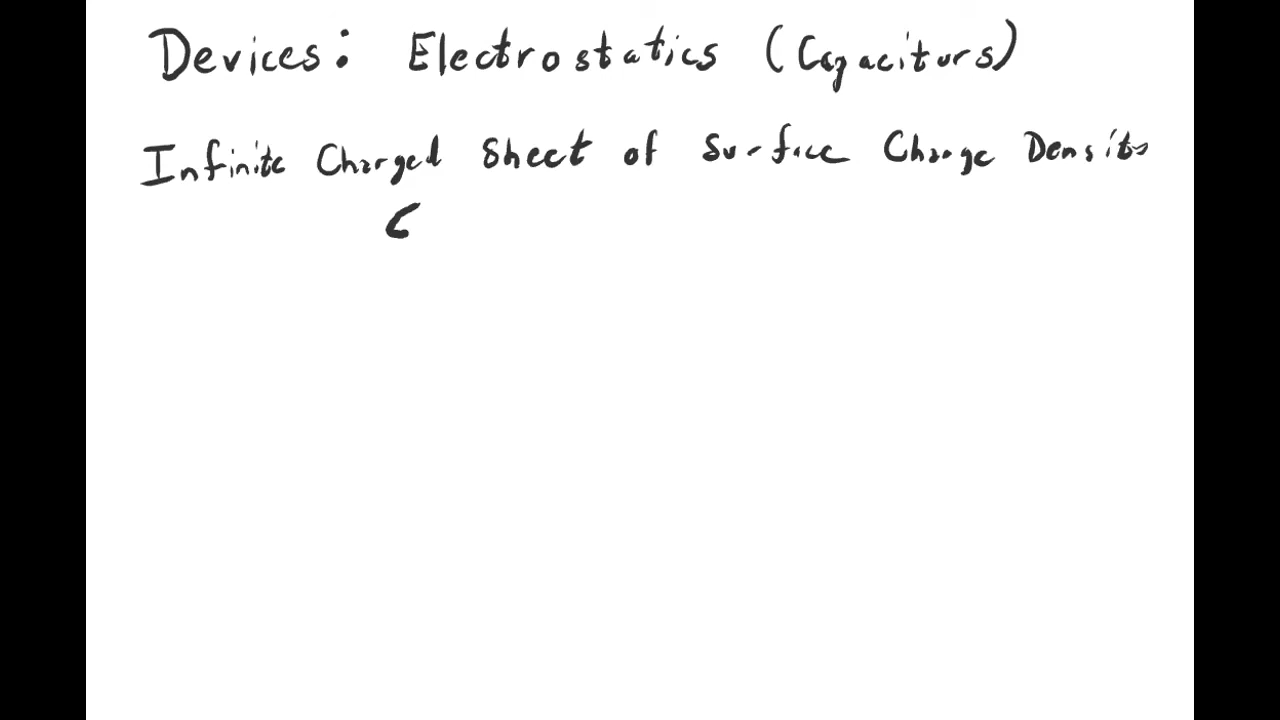 Devices: Electrostatics (Capacitors)
Infinite Charged Sheet of Surface Charge Density